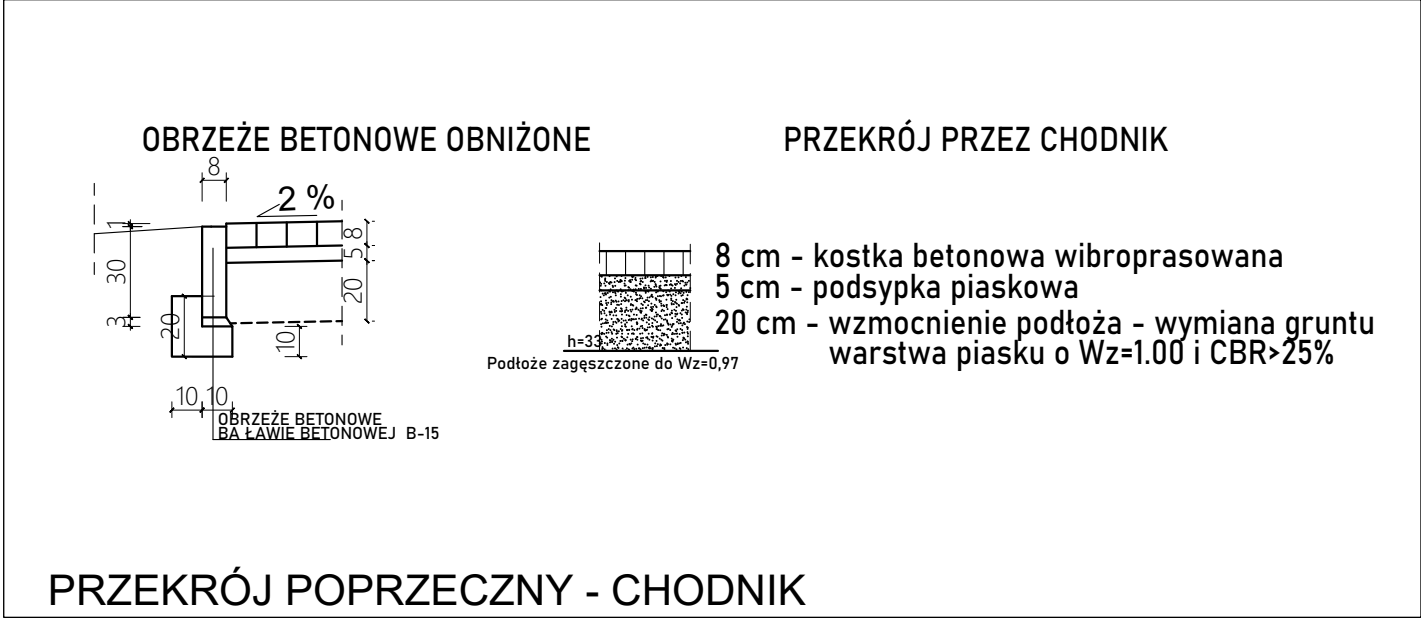 OBRZEŻE BETONOWE OBNIŻONE
PRZEKRÓJ PRZEZ CHODNIK
8
2 %
1
30
3
20
8
5
20
10
10
10
OBRZEŻE BETONOWE
BA ŁAWIE BETONOWEJ B-15
8 cm - kostka betonowa wibroprasowana
5 cm - podsypka piaskowa
20 cm - wzmocnienie podłoża - wymiana gruntu
warstwa piasku o Wz=1.00 i CBR>25%
h=33
Podłoże zagęszczone do Wz=0,97
PRZEKRÓJ POPRZECZNY - CHODNIK